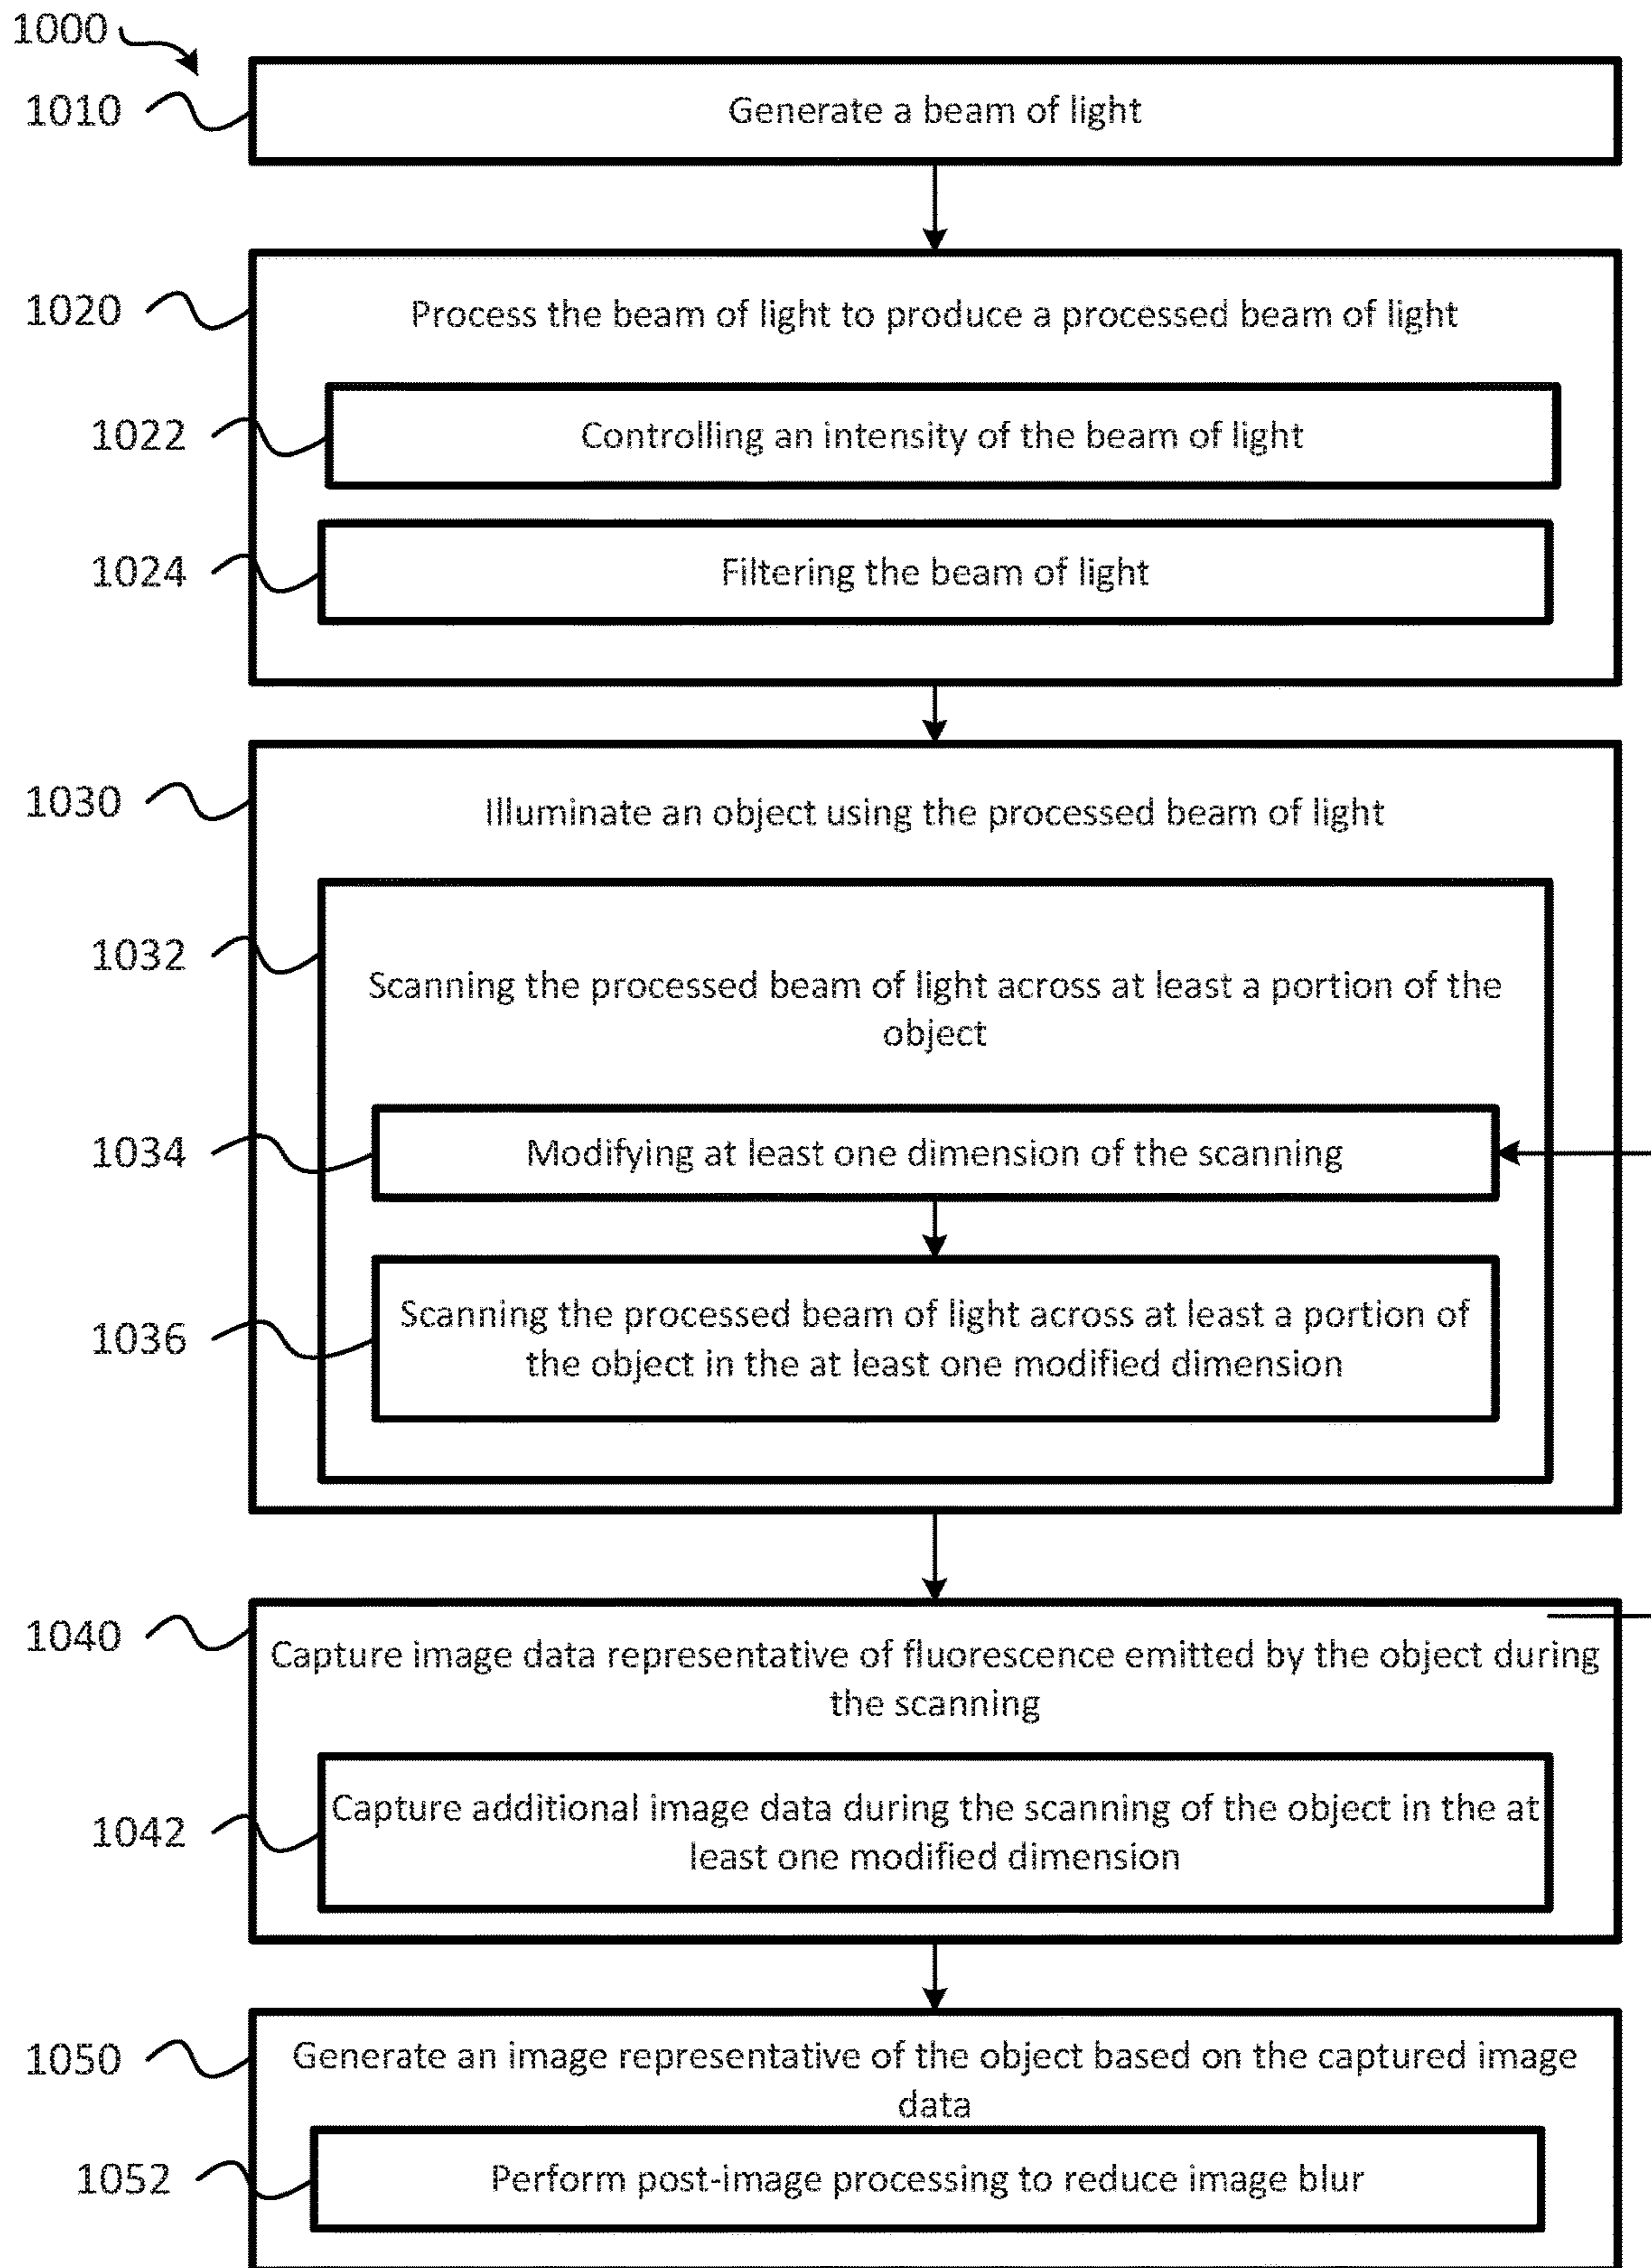 1000
1010
Generate a beam of light
1020
Process the beam of light to produce a processed beam of light
1022
Controlling an intensity of the beam of light
1024
Filtering the beam of light
1030
Illuminate an object using the processed beam of light
1032
Scanning the processed beam of light across at least a portion of the
object
1034
Modifying at least one dimension of the scanning
1036
Scanning the processed beam of light across at least a portion of
the object in the at least one modified dimension
1040
Capture image data representative of fluorescence emitted by the object during
the scanning
1042
Capture additional image data during the scanning of the object in the at
least one modified dimension
1050
Generate an image representative of the object based on the captured image
data
1052
Perform post-image processing to reduce image blur